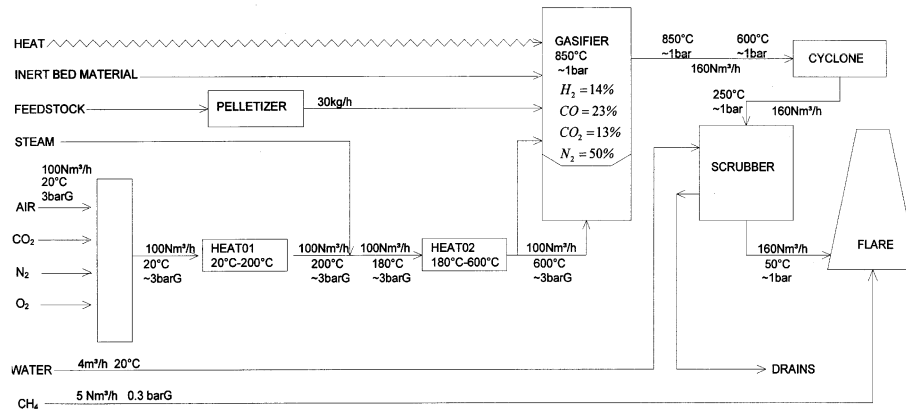 HEAT
INERT BED MATERIAL
FEEDSTOCK
PELLETIZER
30kg/h
STEAM
100Nm³/h
20°C
3barG
AIR
CO₂
N₂
O₂
100Nm³/h
20°C
~3barG
HEAT01
20°C-200°C
100Nm³/h
200°C
~3barG
100Nm³/h
180°C
~3barG
HEAT02
180°C-600°C
100Nm³/h
600°C
~3barG
GASIFIER
850°C
~1bar
H₂ = 14%
CO = 23%
CO₂ = 13%
N₂ = 50%
850°C
~1bar
600°C
~1bar
160Nm³/h
CYCLONE
250°C
~1bar
160Nm³/h
SCRUBBER
160Nm³/h
50°C
~1bar
FLARE
WATER
4m³/h 20°C
DRAINS
CH₄
5 Nm³/h 0.3 barG